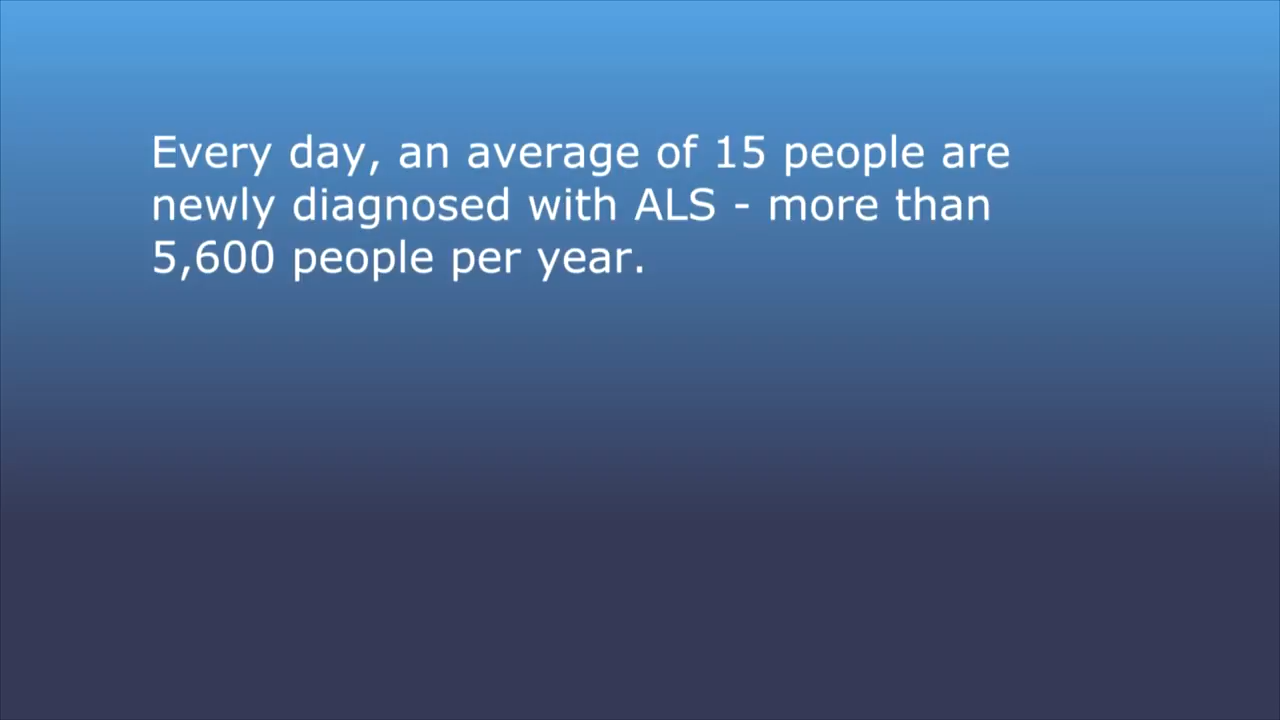 Every day, an average of 15 people are
newly diagnosed with ALS - more than
5,600 people per year.